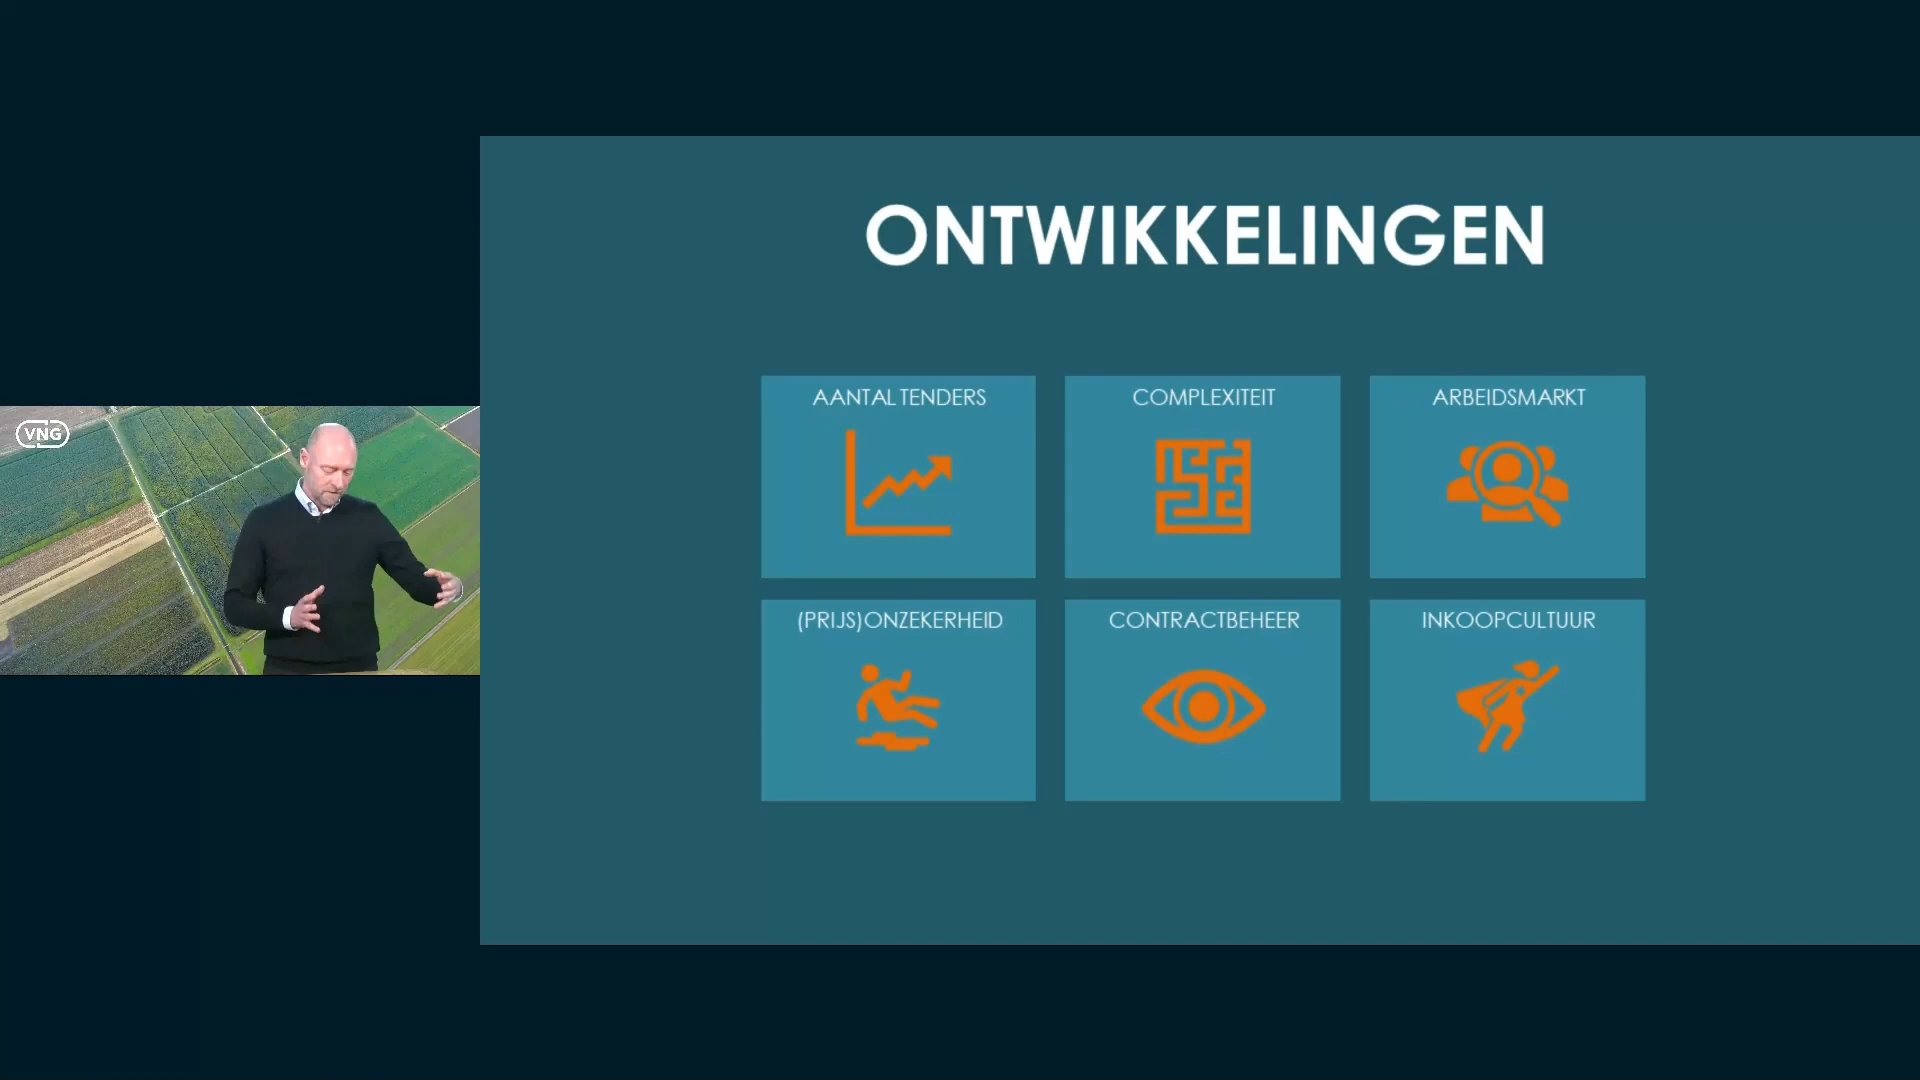 VNG
ONTWIKKELINGEN
AANTAL TENDERS
COMPLEXITEIT
ARBEIDSMARKT
(PRIJS)ONZEKERHEID
CONTRACTBEHEER
INKOOPCULTUUR